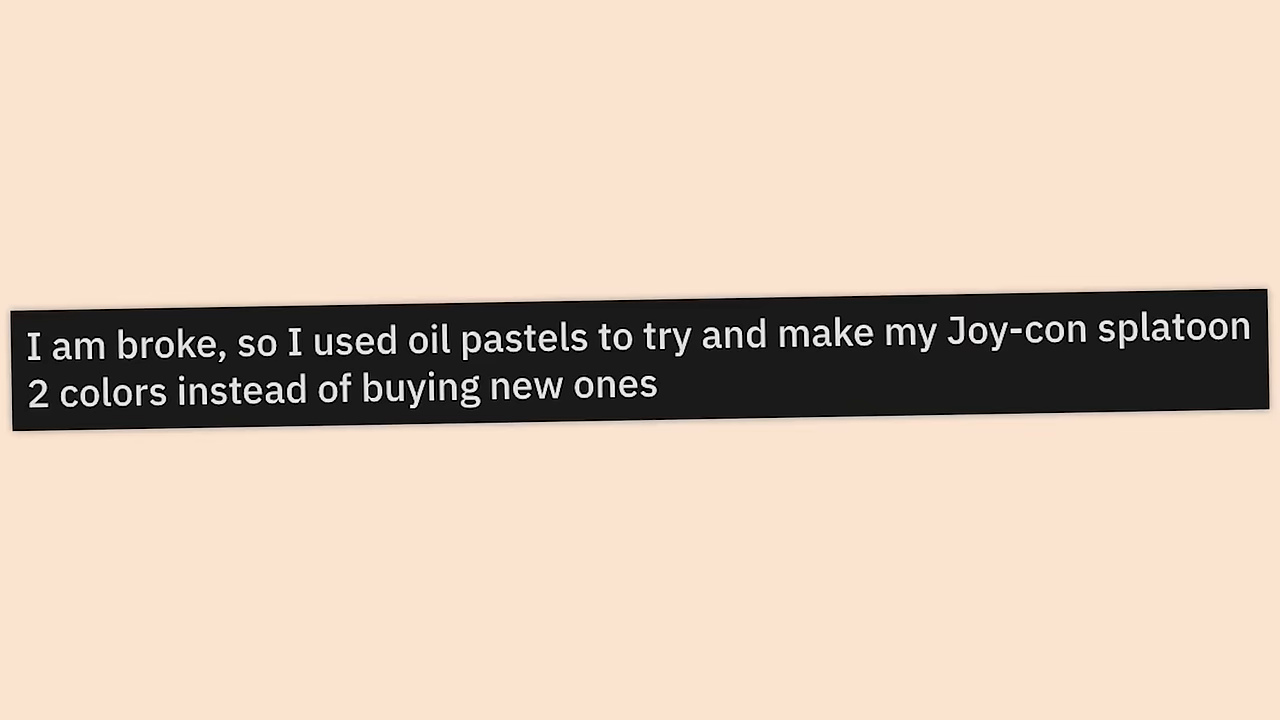 I am broke, so I used oil pastels to try and make my Joy-con splatoon
2 colors instead of buying new ones